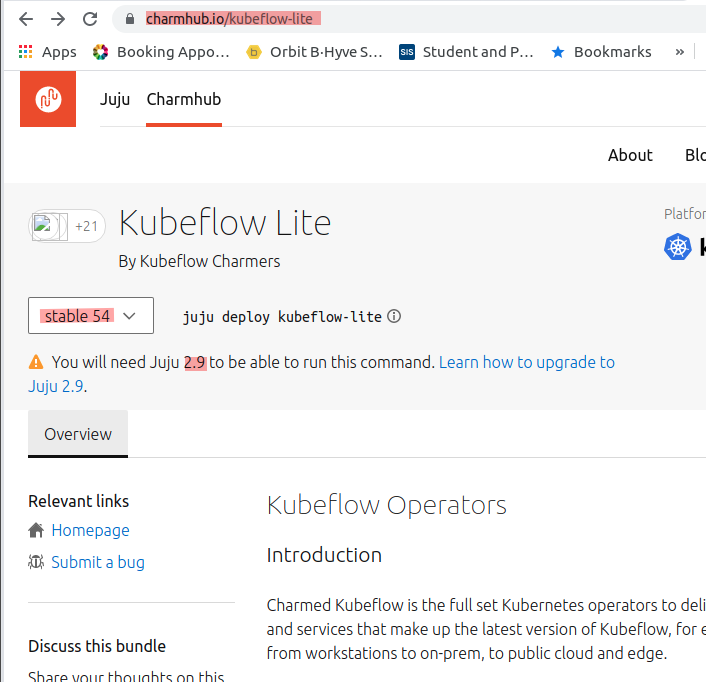 charmhub.io/kubeflow-lite
Apps Booking Appo... Orbit B·Hyve S... SIS Student and P... Bookmarks »
Juju Charmhub
About Blo
+21
Kubeflow Lite
By Kubeflow Charmers
Platfor
stable 54
juju deploy kubeflow-lite
You will need Juju 2.9 to be able to run this command. Learn how to upgrade to
Juju 2.9.
Overview
Relevant links
Homepage
Submit a bug
Discuss this bundle
Share your thoughts on this
Kubeflow Operators
Introduction
Charmed Kubeflow is the full set Kubernetes operators to deli
and services that make up the latest version of Kubeflow, for e
from workstations to on-prem, to public cloud and edge.